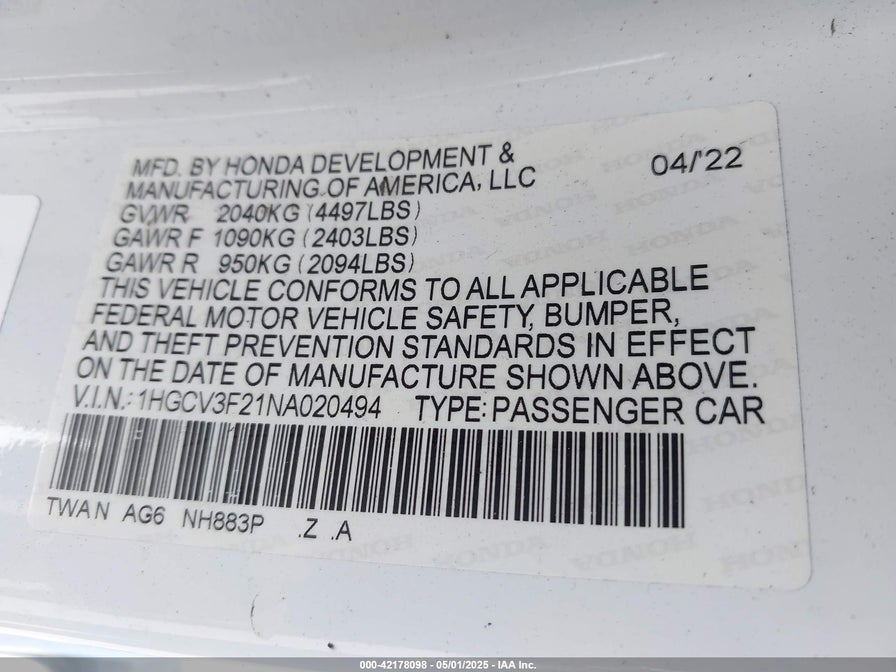 MFD. BY HONDA DEVELOPMENT & 04/'22
MANUFACTURING OF AMERICA, LLC
GVWR 2040KG (4497LBS)
GAWR F 1090KG (2403LBS)
GAWR R 950KG (2094LBS)
THIS VEHICLE CONFORMS TO ALL APPLICABLE
FEDERAL MOTOR VEHICLE SAFETY, BUMPER,
AND THEFT PREVENTION STANDARDS IN EFFECT
ON THE DATE OF MANUFACTURE SHOWN ABOVE.
V.I.N.: 1HGCV3F21NA020494 TYPE: PASSENGER CAR
TWAN AG6 NH883P .Z .A
000-42178098 - 05/01/2025 - IAA Inc.